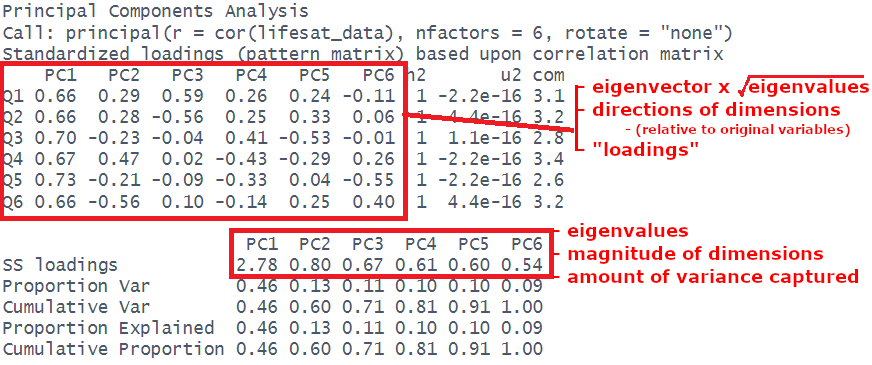 Principal Components Analysis
Call: principal(r = cor(lifesat_data), nfactors = 6, rotate = "none")
Standardized loadings (pattern matrix) based upon correlation matrix
PC1 PC2 PC3 PC4 PC5 PC6 h2 u2 com
Q1 0.66 0.29 0.59 0.26 0.24 -0.11 1 -2.2e-16 3.1
Q2 0.66 0.28 -0.56 0.25 0.33 0.06 1 4.4e-16 3.2
Q3 0.70 -0.23 -0.04 0.41 -0.53 -0.01 1 1.1e-16 2.8
Q4 0.67 0.47 0.02 -0.43 -0.29 0.26 1 -2.2e-16 3.4
Q5 0.73 -0.21 -0.09 -0.33 0.04 -0.55 1 -2.2e-16 2.6
Q6 0.66 -0.56 0.10 -0.14 0.25 0.40 1 4.4e-16 3.2
eigenvector x √eigenvalues
directions of dimensions
- (relative to original variables)
"loadings"
PC1 PC2 PC3 PC4 PC5 PC6
SS loadings 2.78 0.80 0.67 0.61 0.60 0.54
Proportion Var 0.46 0.13 0.11 0.10 0.10 0.09
Cumulative Var 0.46 0.60 0.71 0.81 0.91 1.00
Proportion Explained 0.46 0.13 0.11 0.10 0.10 0.09
Cumulative Proportion 0.46 0.60 0.71 0.81 0.91 1.00
- eigenvalues
- magnitude of dimensions
- amount of variance captured